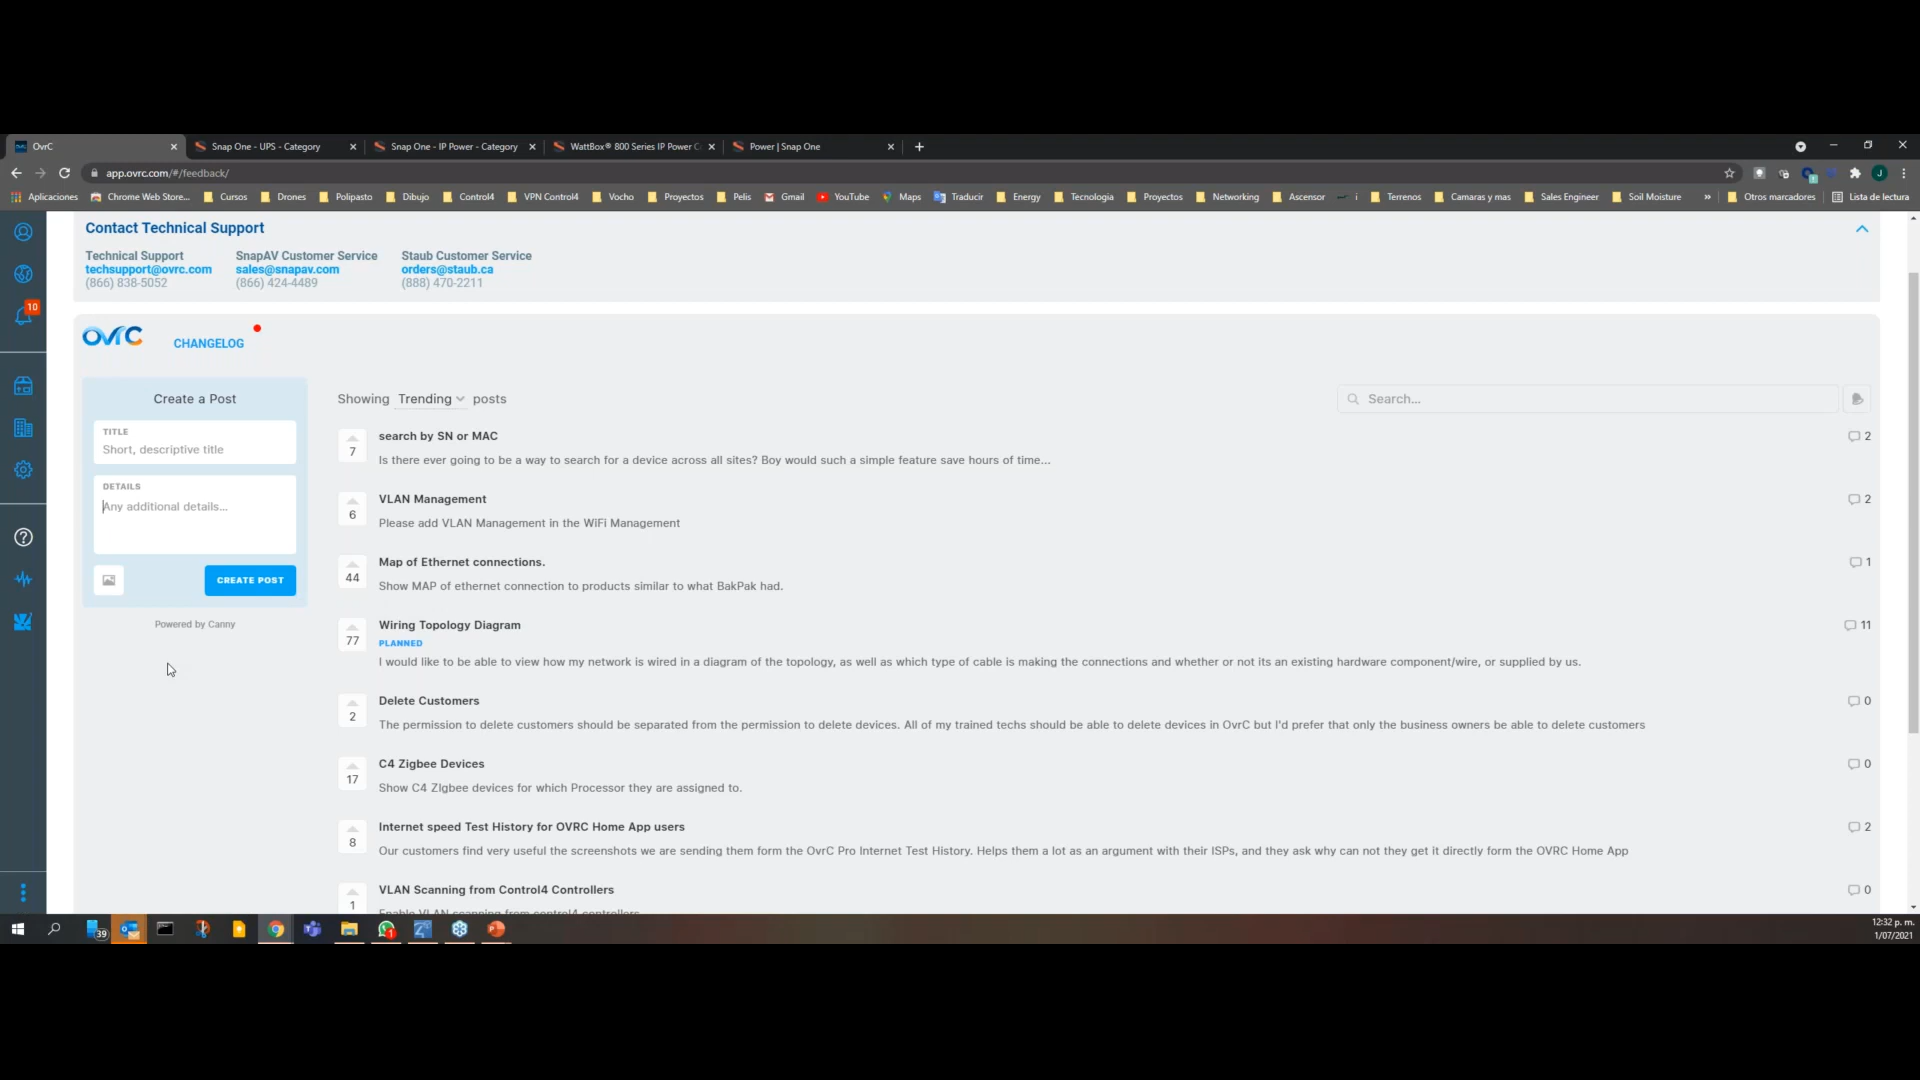 OvrC
Snap One - UPS - Category
Snap One - IP Power - Category
WattBox® 800 Series IP Power C
Power | Snap One
app.ovrc.com/#/feedback/
Aplicaciones
Chrome Web Store...
Cursos
Drones
Polipasto
Dibujo
Control4
VPN Control4
Vocho
Proyectos
Pelis
Gmail
YouTube
Maps
Traducir
Energy
Tecnologia
Proyectos
Networking
Ascensor
i
Terrenos
Camaras y mas
Sales Engineer
Soil Moisture
»
Otros marcadores
Lista de lectura
Contact Technical Support
Technical Support
techsupport@ovrc.com
(866) 838-5052
SnapAV Customer Service
sales@snapav.com
(866) 424-4489
Staub Customer Service
orders@staub.ca
(888) 470-2211
10
ovrc
CHANGELOG
Create a Post
TITLE
Short, descriptive title
DETAILS
Any additional details...
CREATE POST
Powered by Canny
Showing Trending posts
Search...
search by SN or MAC
2
7
Is there ever going to be a way to search for a device across all sites? Boy would such a simple feature save hours of time...
VLAN Management
2
6
Please add VLAN Management in the WiFi Management
Map of Ethernet connections.
1
44
Show MAP of ethernet connection to products similar to what BakPak had.
Wiring Topology Diagram
11
77
PLANNED
I would like to be able to view how my network is wired in a diagram of the topology, as well as which type of cable is making the connections and whether or not its an existing hardware component/wire, or supplied by us.
Delete Customers
0
2
The permission to delete customers should be separated from the permission to delete devices. All of my trained techs should be able to delete devices in OvrC but I'd prefer that only the business owners be able to delete customers
C4 Zigbee Devices
0
17
Show C4 ZIgbee devices for which Processor they are assigned to.
Internet speed Test History for OVRC Home App users
2
8
Our customers find very useful the screenshots we are sending them form the OvrC Pro Internet Test History. Helps them a lot as an argument with their ISPs, and they ask why can not they get it directly form the OVRC Home App
VLAN Scanning from Control4 Controllers
0
1
Enable VLAN scanning from control4 controllers
39
1
12:32 p. m.
1/07/2021